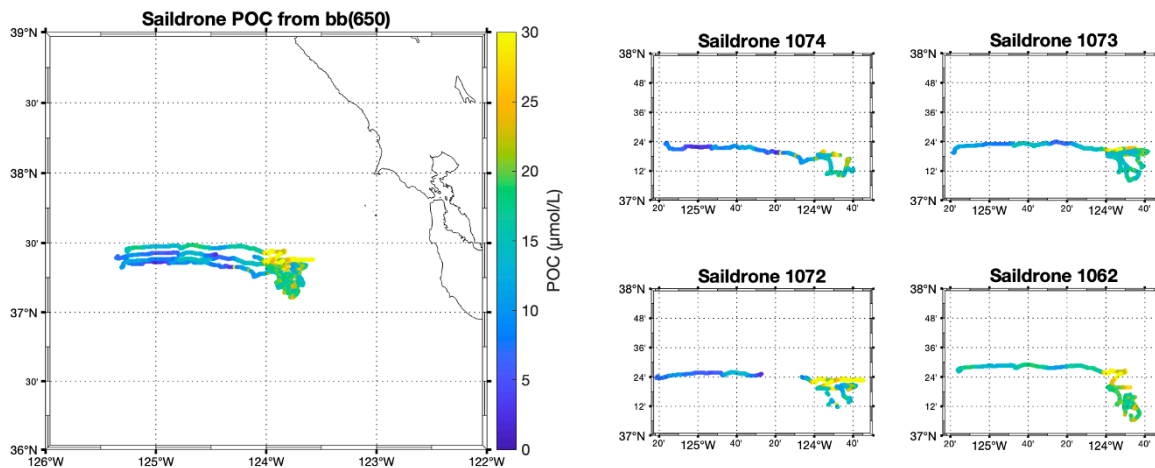 Saildrone POC from bb(650)
39°N
30'
38°N
30'
37°N
30'
36°N
126°W 125°W 124°W 123°W 122°W
30
25
20
15
10
5
0
POC (µmol/L)
Saildrone 1074
38°N
48'
36'
24'
12'
37°N
20' 125°W 40' 20' 124°W 40'
Saildrone 1073
38°N
48'
36'
24'
12'
37°N
20' 125°W 40' 20' 124°W 40'
Saildrone 1072
38°N
48'
36'
24'
12'
37°N
20' 125°W 40' 20' 124°W 40'
Saildrone 1062
38°N
48'
36'
24'
12'
37°N
20' 125°W 40' 20' 124°W 40'